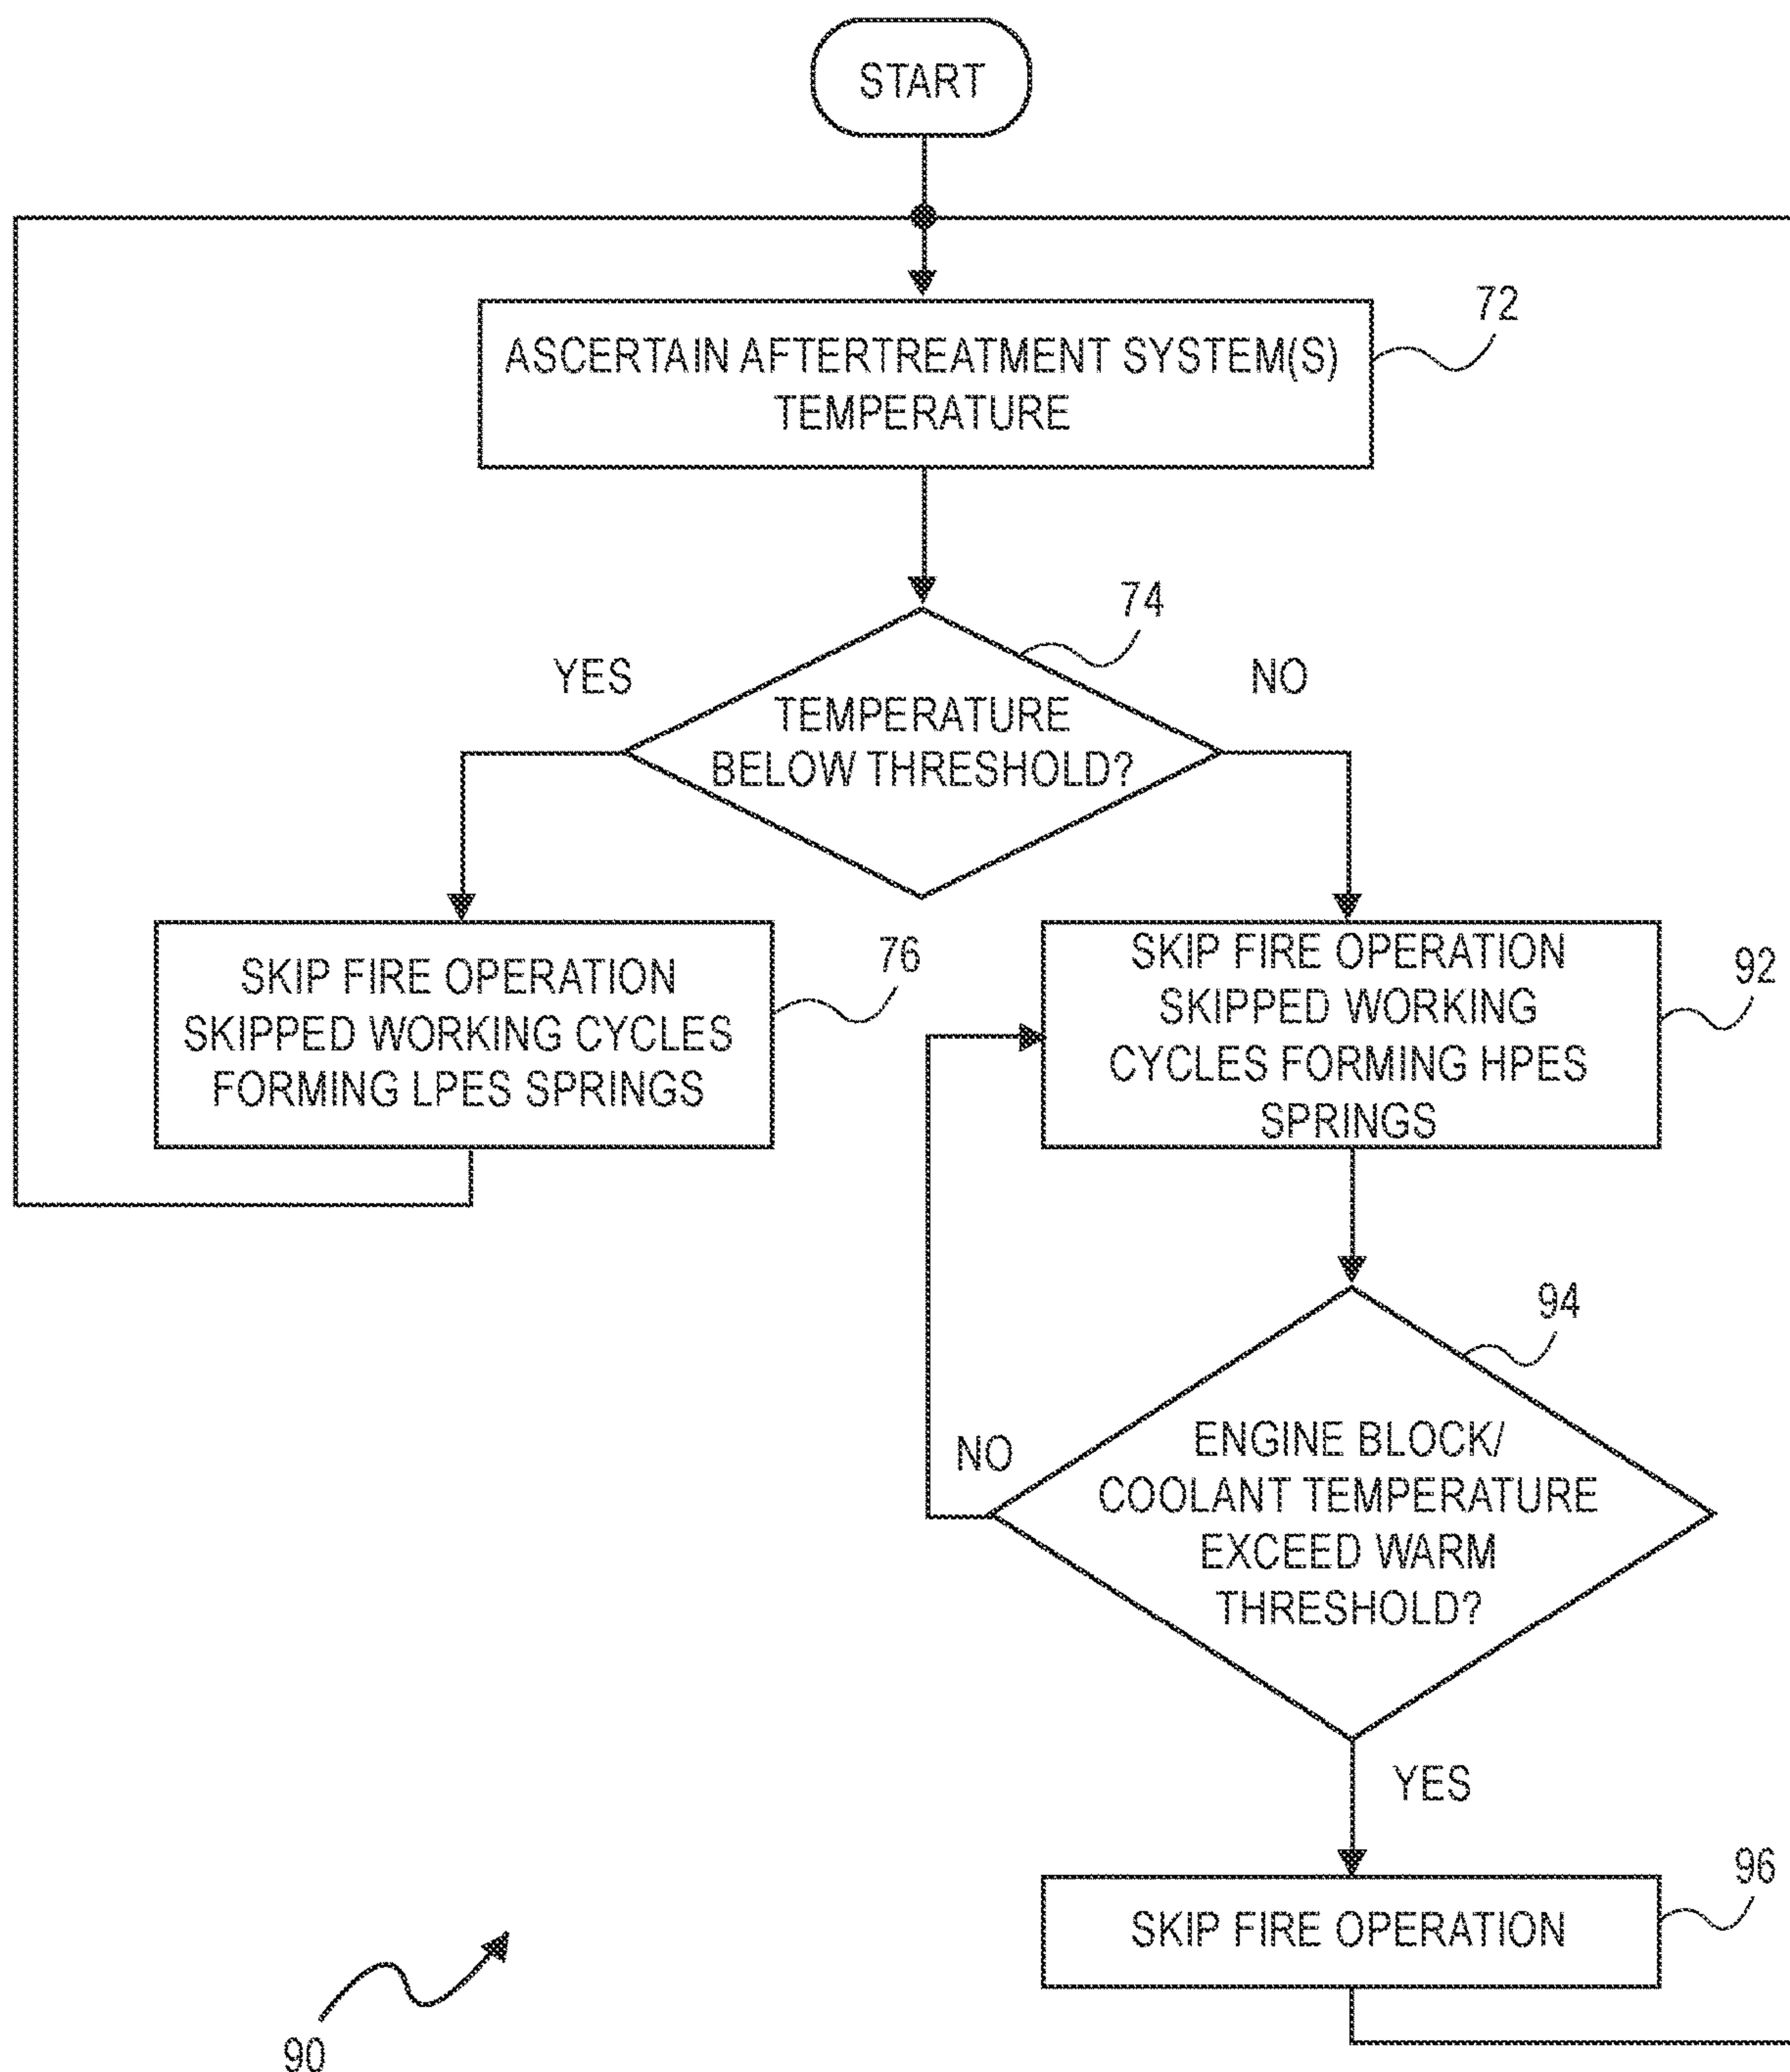 START
72
ASCERTAIN AFTERTREATMENT SYSTEM(S)
TEMPERATURE
74
YES
NO
TEMPERATURE
BELOW THRESHOLD?
76
SKIP FIRE OPERATION
SKIPPED WORKING CYCLES
FORMING LPES SPRINGS
92
SKIP FIRE OPERATION
SKIPPED WORKING
CYCLES FORMING HPES
SPRINGS
94
NO
ENGINE BLOCK/
COOLANT TEMPERATURE
EXCEED WARM
THRESHOLD?
YES
96
SKIP FIRE OPERATION
90